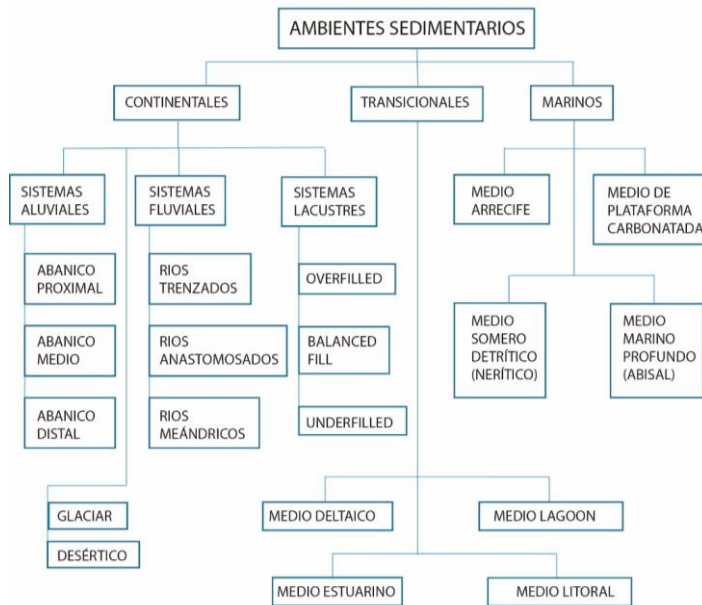 AMBIENTES SEDIMENTARIOS
CONTINENTALES
TRANSICIONALES
MARINOS
SISTEMAS
ALUVIALES
SISTEMAS
FLUVIALES
SISTEMAS
LACUSTRES
MEDIO
ARRECIFE
MEDIO DE
PLATAFORMA
CARBONATADA
ABANICO
PROXIMAL
RIOS
TRENZADOS
OVERFILLED
ABANICO
MEDIO
RIOS
ANASTOMOSADOS
BALANCED
FILL
MEDIO
SOMERO
DETRÍTICO
(NERÍTICO)
MEDIO
MARINO
PROFUNDO
(ABISAL)
ABANICO
DISTAL
RIOS
MEÁNDRICOS
UNDERFILLED
GLACIAR
DESÉRTICO
MEDIO DELTAICO
MEDIO LAGOON
MEDIO ESTUARINO
MEDIO LITORAL